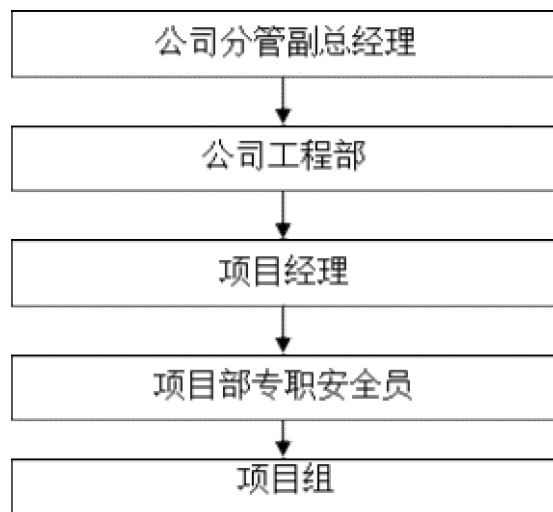 公司分管副总经理
公司工程部
项目经理
项目部专职安全员
项目组